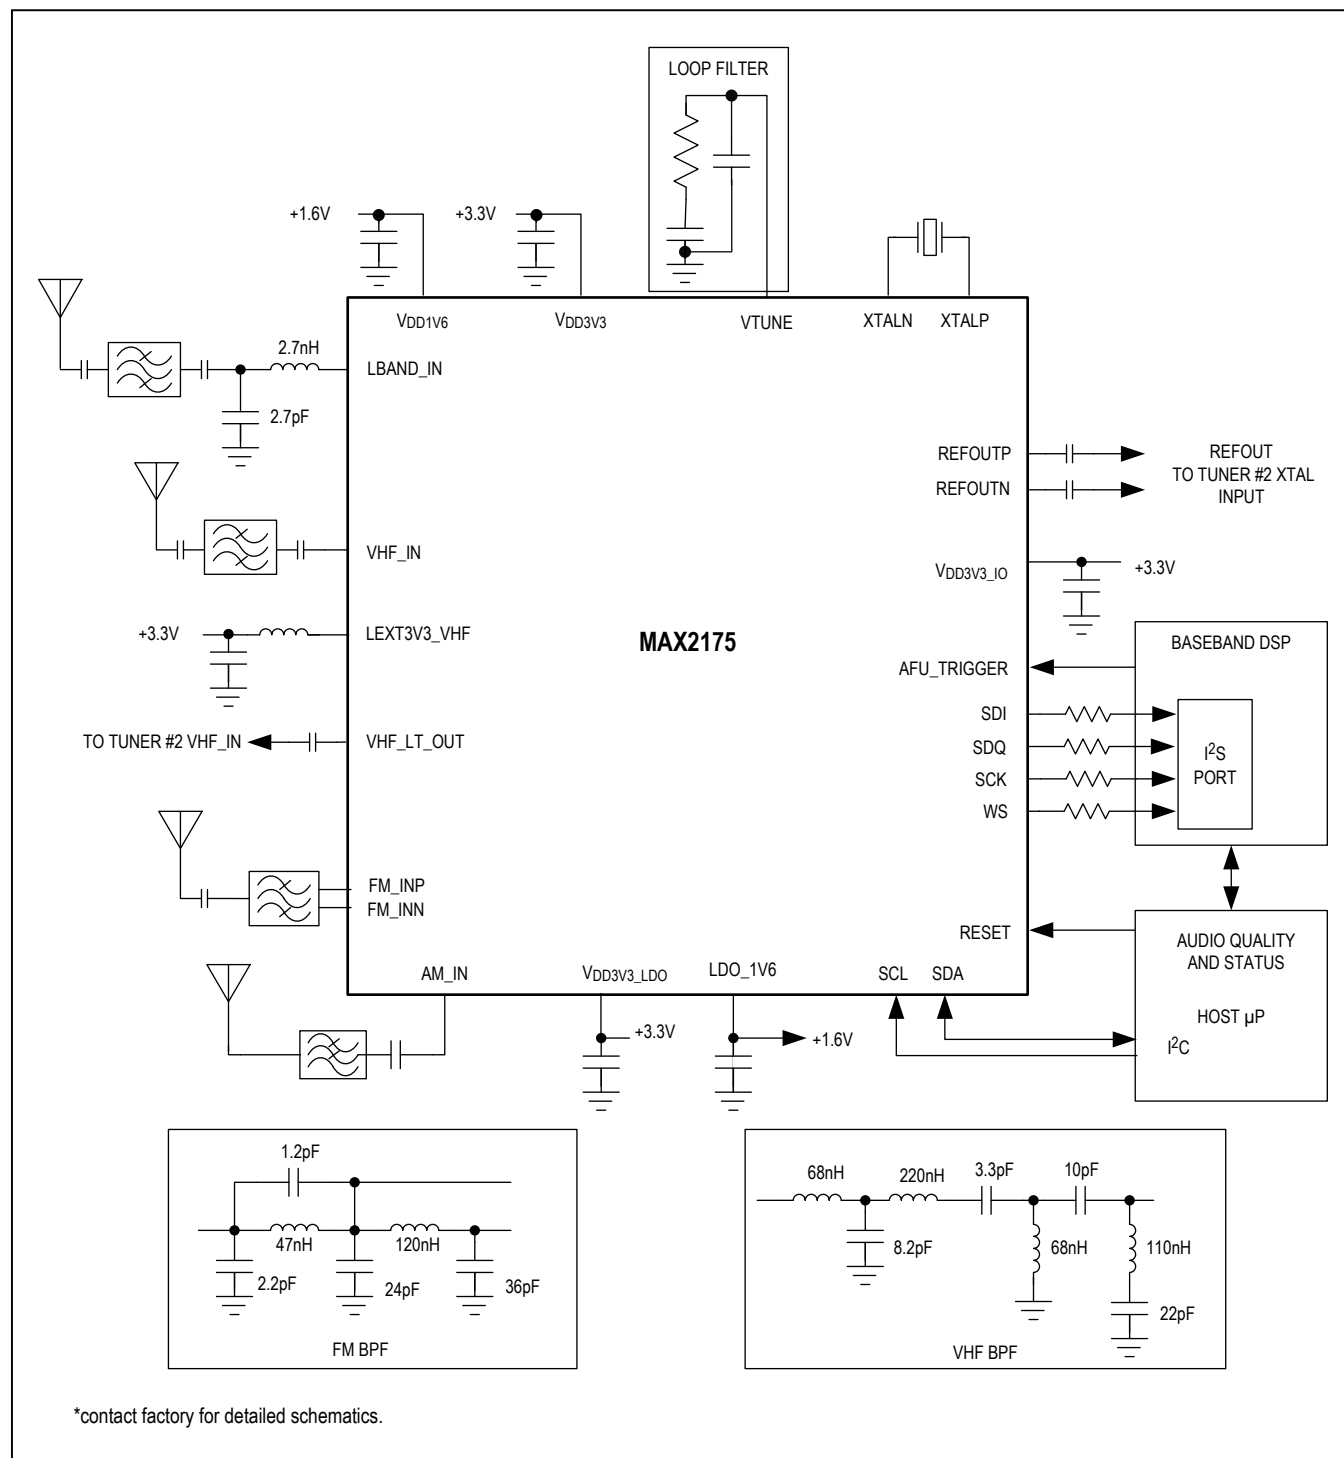 LOOP FILTER
+1.6V
+3.3V
VDD1V6
VDD3V3
VTUNE
XTALN
XTALP
2.7nH
LBAND_IN
2.7pF
REFOUTP
REFOUTN
REFOUT
TO TUNER #2 XTAL
INPUT
VHF_IN
VDD3V3_IO
+3.3V
+3.3V
LEXT3V3_VHF
MAX2175
BASEBAND DSP
AFU_TRIGGER
SDI
SDQ
SCK
WS
I2S
PORT
TO TUNER #2 VHF_IN
VHF_LT_OUT
FM_INP
FM_INN
RESET
AUDIO QUALITY
AND STATUS
HOST µP
I2C
AM_IN
VDD3V3_LDO
LDO_1V6
SCL
SDA
+3.3V
+1.6V
1.2pF
47nH
120nH
2.2pF
24pF
36pF
FM BPF
68nH
220nH
3.3pF
10pF
8.2pF
68nH
110nH
22pF
VHF BPF
*contact factory for detailed schematics.